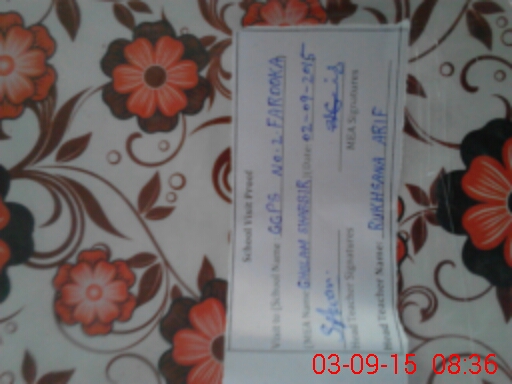 School Visit Proof
Visit to [School Name GGPS No. 2 FAROOKA
[MEA Name GHULAM SHABBIR ] Date: 02-09-2015
Head Teacher Signatures MEA Signatures
Head Teacher Name: RUKHSANA ARIF
03-09-15 08:36